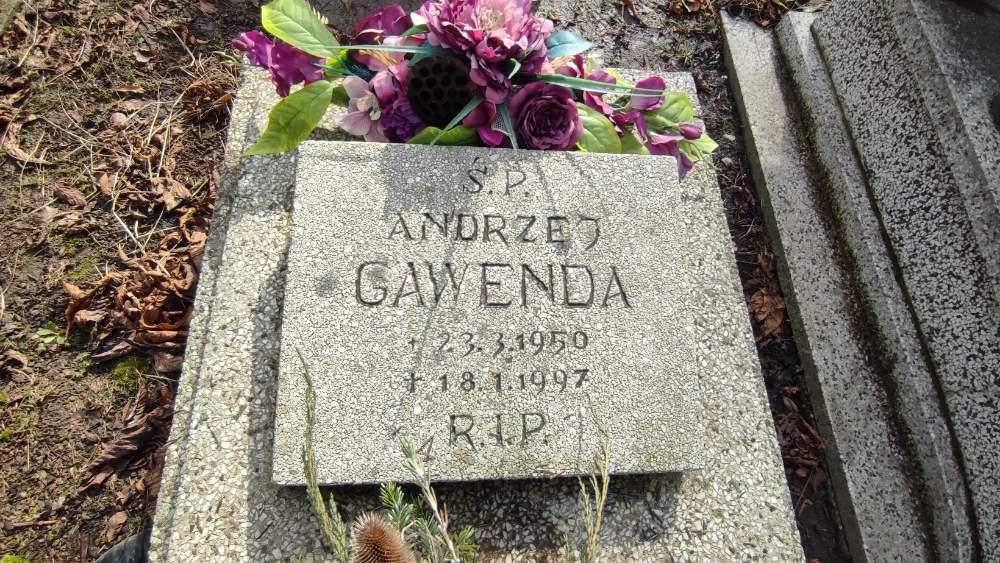 Ś.P.
ANDRZEJ
GAWENDA
* 23.3.1950
† 18.1.1997
R.I.P.